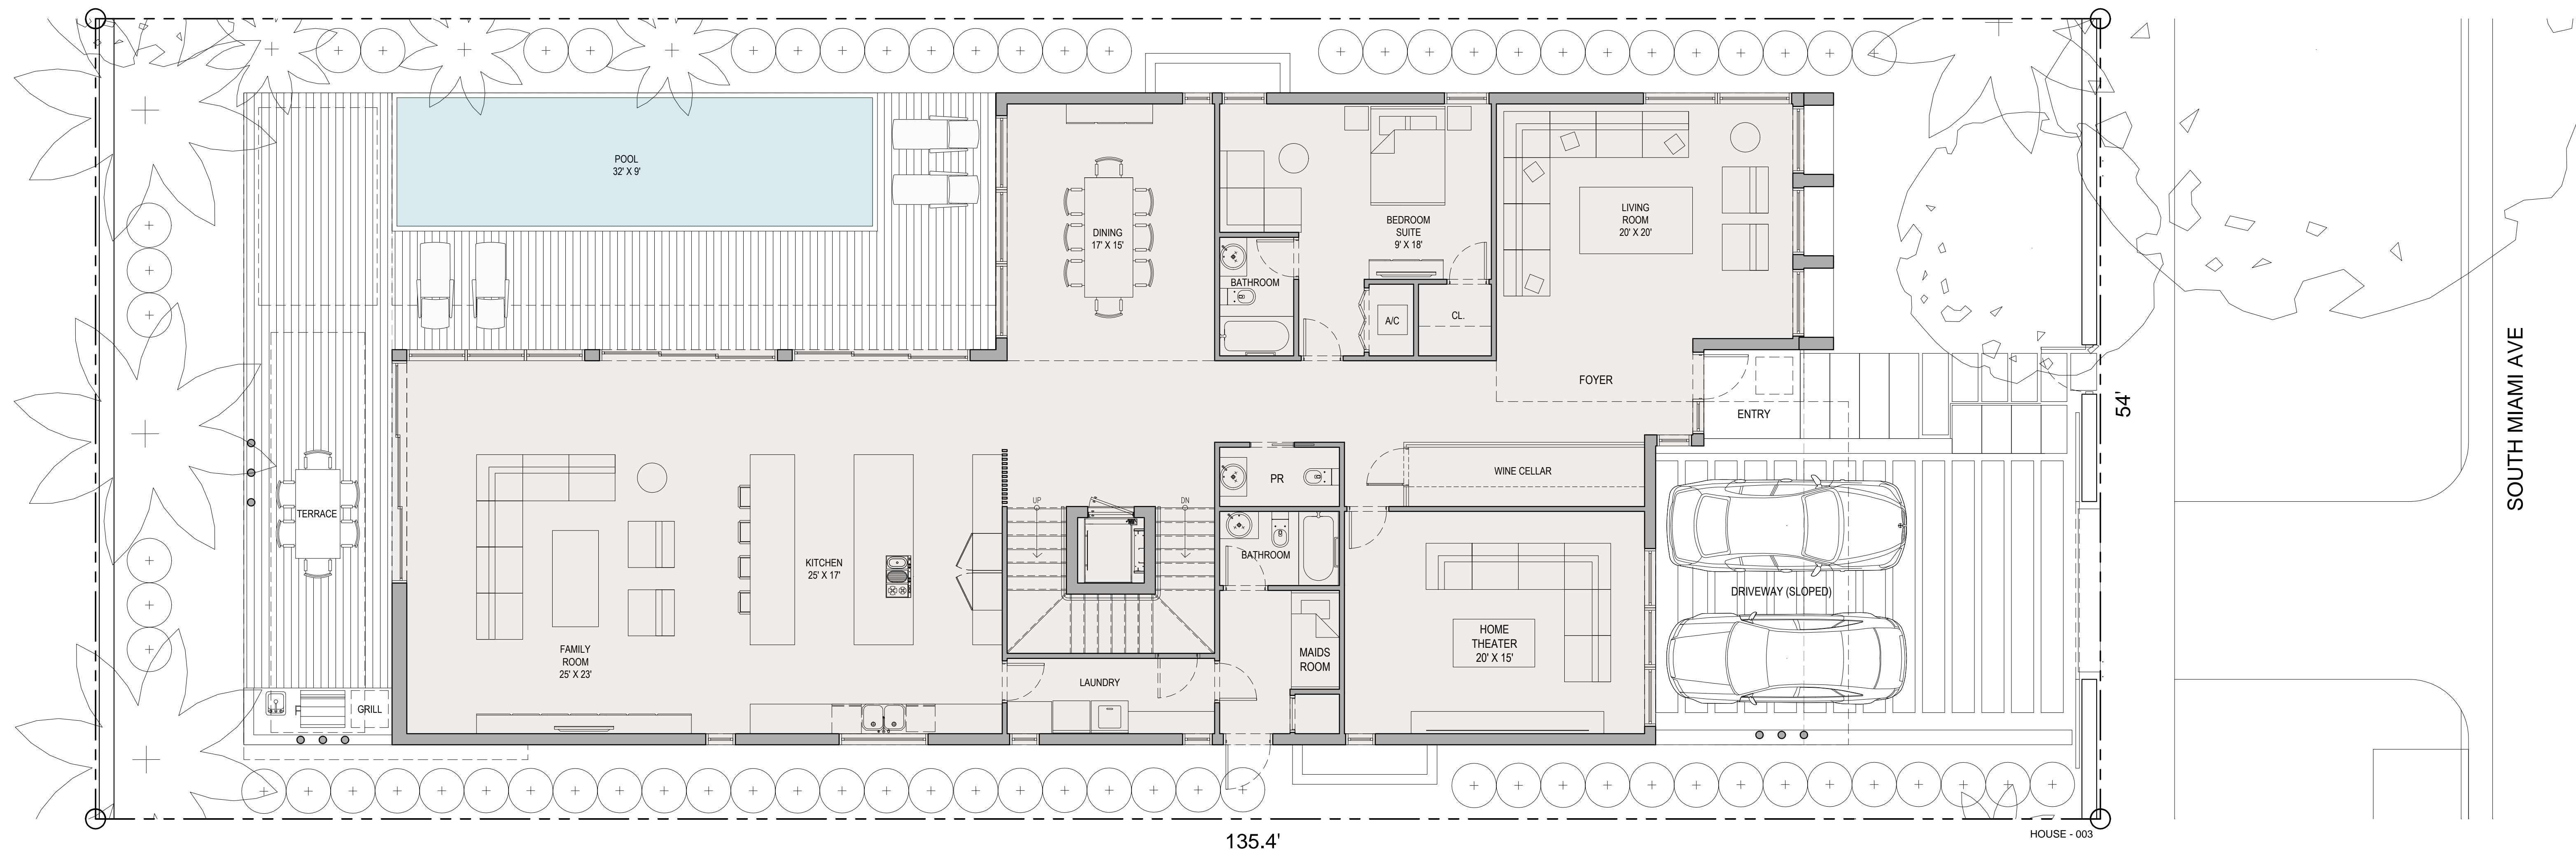 POOL
32' X 9'
DINING
17' X 15'
BEDROOM
SUITE
9' X 18'
LIVING
ROOM
20' X 20'
BATHROOM
A/C
CL.
FOYER
ENTRY
SOUTH MIAMI AVE
54'
TERRACE
UP
DN
PR
WINE CELLAR
KITCHEN
25' X 17'
BATHROOM
DRIVEWAY (SLOPED)
FAMILY
ROOM
25' X 23'
HOME
THEATER
20' X 15'
MAIDS
ROOM
LAUNDRY
GRILL
135.4'
HOUSE - 003